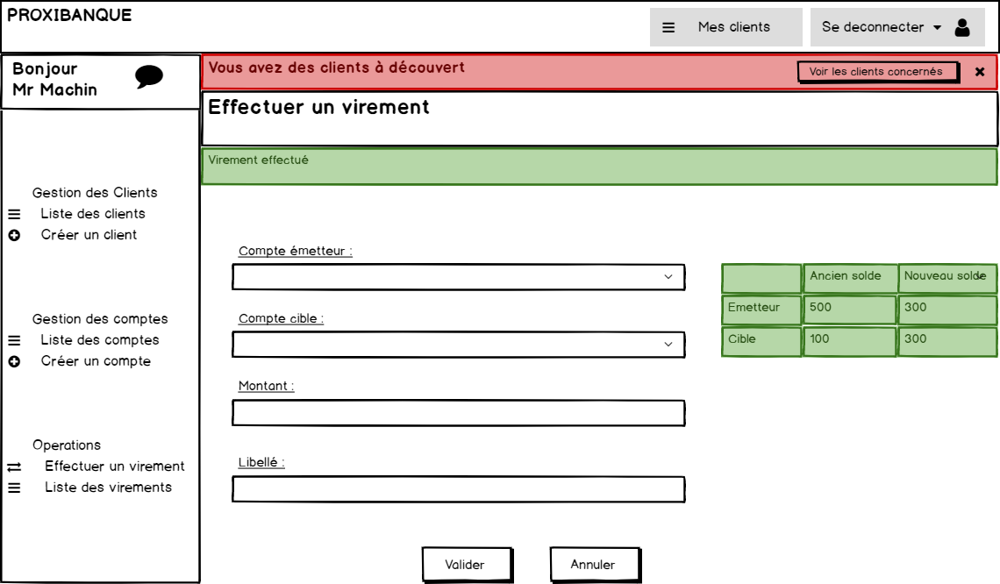 PROXIBANQUE
Mes clients
Se deconnecter
Bonjour
Mr Machin
Vous avez des clients à découvert
Voir les clients concernés
Effectuer un virement
Virement effectué
Gestion des Clients
Liste des clients
Créer un client
Gestion des comptes
Liste des comptes
Créer un compte
Operations
Effectuer un virement
Liste des virements
Compte émetteur :
Compte cible :
Montant :
Libellé :
Ancien solde Nouveau solde
Emetteur 500 300
Cible 100 300
Valider
Annuler